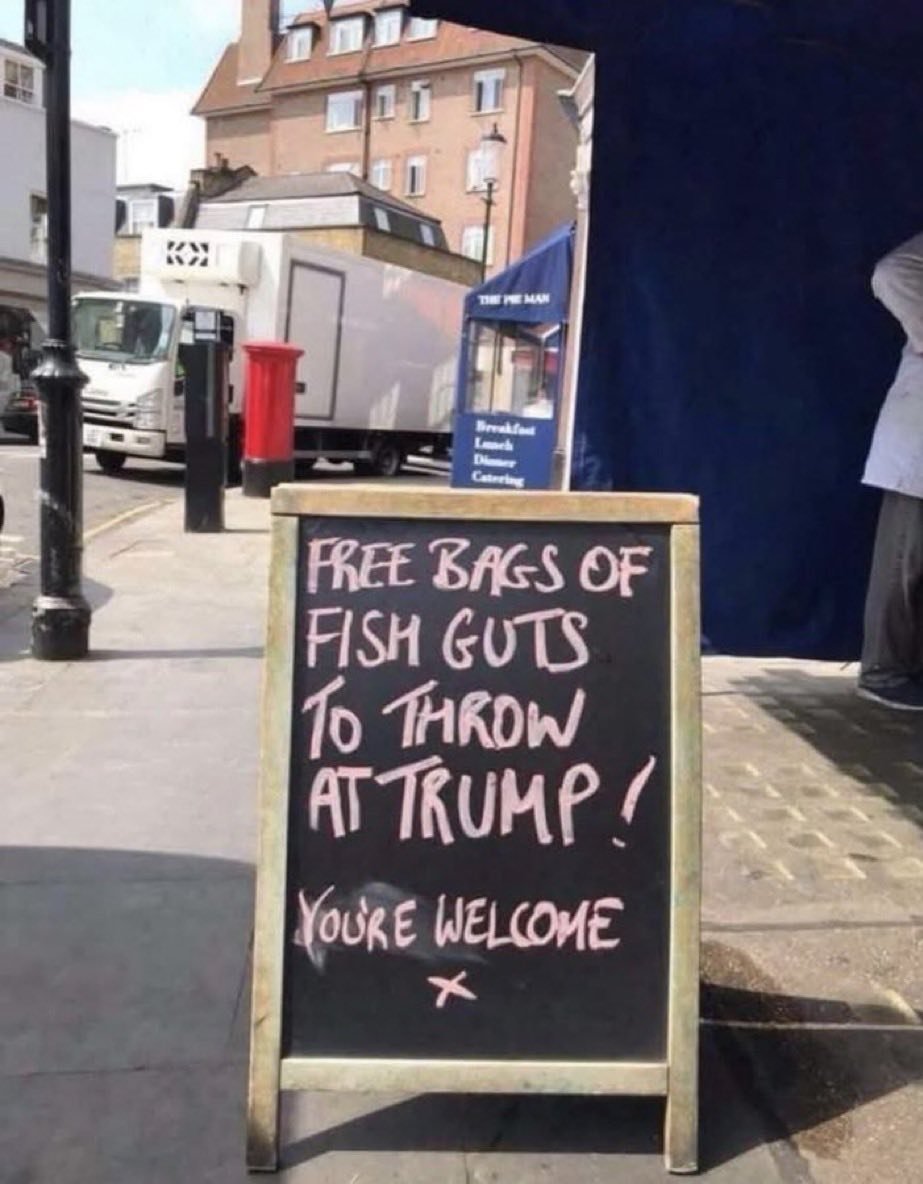 THE PIE MAN
Breakfast
Lunch
Dinner
Catering
FREE BAGS OF
FISH GUTS
TO THROW
AT TRUMP!
YOU'RE WELCOME
x